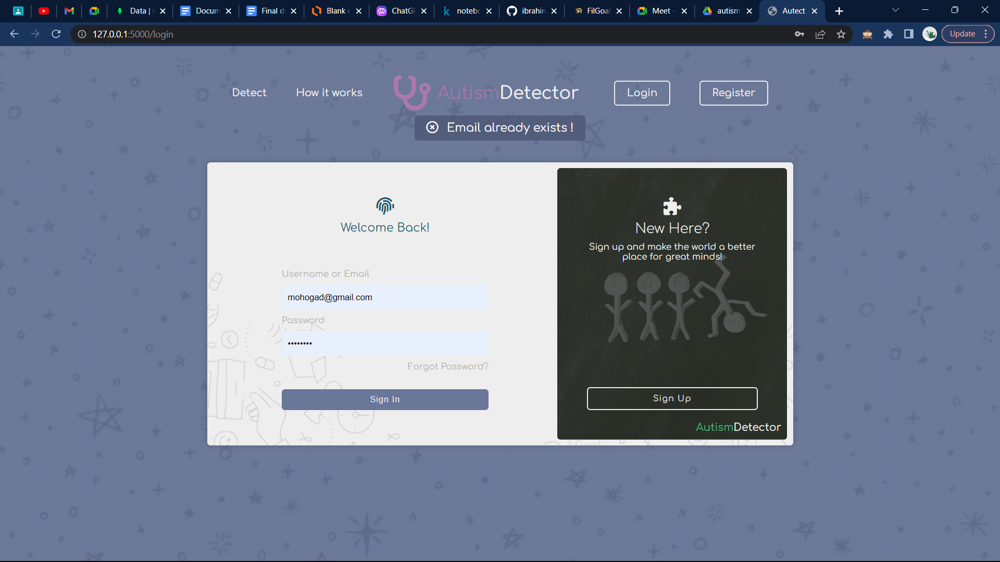 Data |
Docum
Final d
Blank
ChatG
notebo
ibrahim
FilGoal
Meet -
autism
Autect
127.0.0.1:5000/login
Update
Detect
How it works
AutismDetector
Login
Register
Email already exists !
Welcome Back!
Username or Email
mohogad@gmail.com
Password
••••••••
Forgot Password?
Sign In
New Here?
Sign up and make the world a better
place for great minds!
Sign Up
AutismDetector